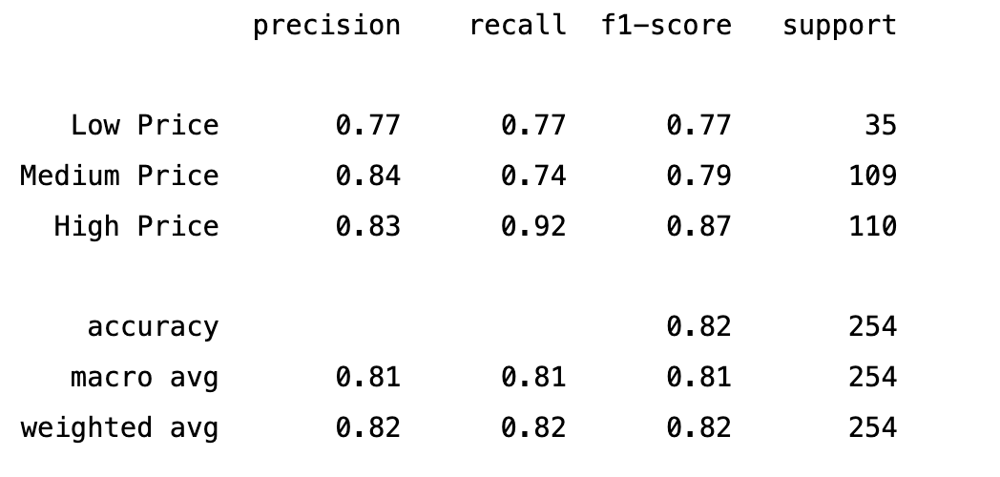 precision recall f1-score support
Low Price 0.77 0.77 0.77 35
Medium Price 0.84 0.74 0.79 109
High Price 0.83 0.92 0.87 110
accuracy 0.82 254
macro avg 0.81 0.81 0.81 254
weighted avg 0.82 0.82 0.82 254